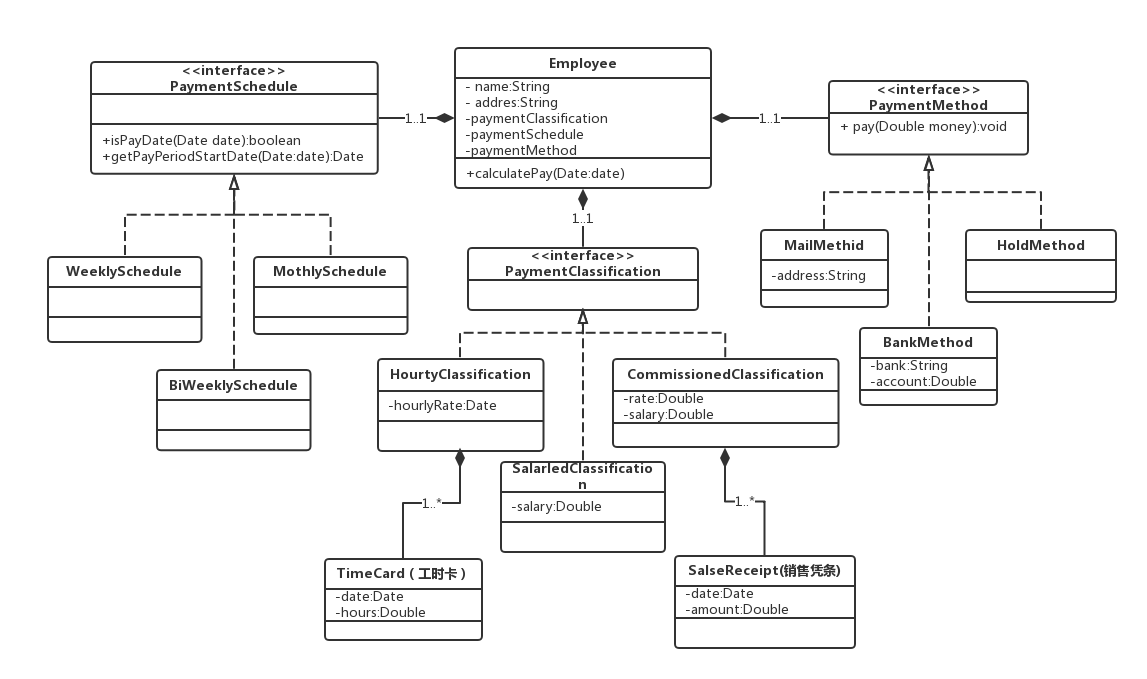 <<interface>>
PaymentSchedule
+isPayDate(Date date):boolean
+getPayPeriodStartDate(Date:date):Date
1..1
Employee
- name:String
- addres:String
-paymentClassification
-paymentSchedule
-paymentMethod
+calculatePay(Date:date)
1..1
<<interface>>
PaymentMethod
+ pay(Double money):void
1..1
WeeklySchedule
MothlySchedule
BiWeeklySchedule
<<interface>>
PaymentClassification
MailMethid
-address:String
HoldMethod
BankMethod
-bank:String
-account:Double
HourtyClassification
-hourlyRate:Date
CommissionedClassification
-rate:Double
-salary:Double
SalarledClassificatio
n
-salary:Double
1..*
1..*
TimeCard ( 工时卡 )
-date:Date
-hours:Double
SalseReceipt(销售凭条)
-date:Date
-amount:Double